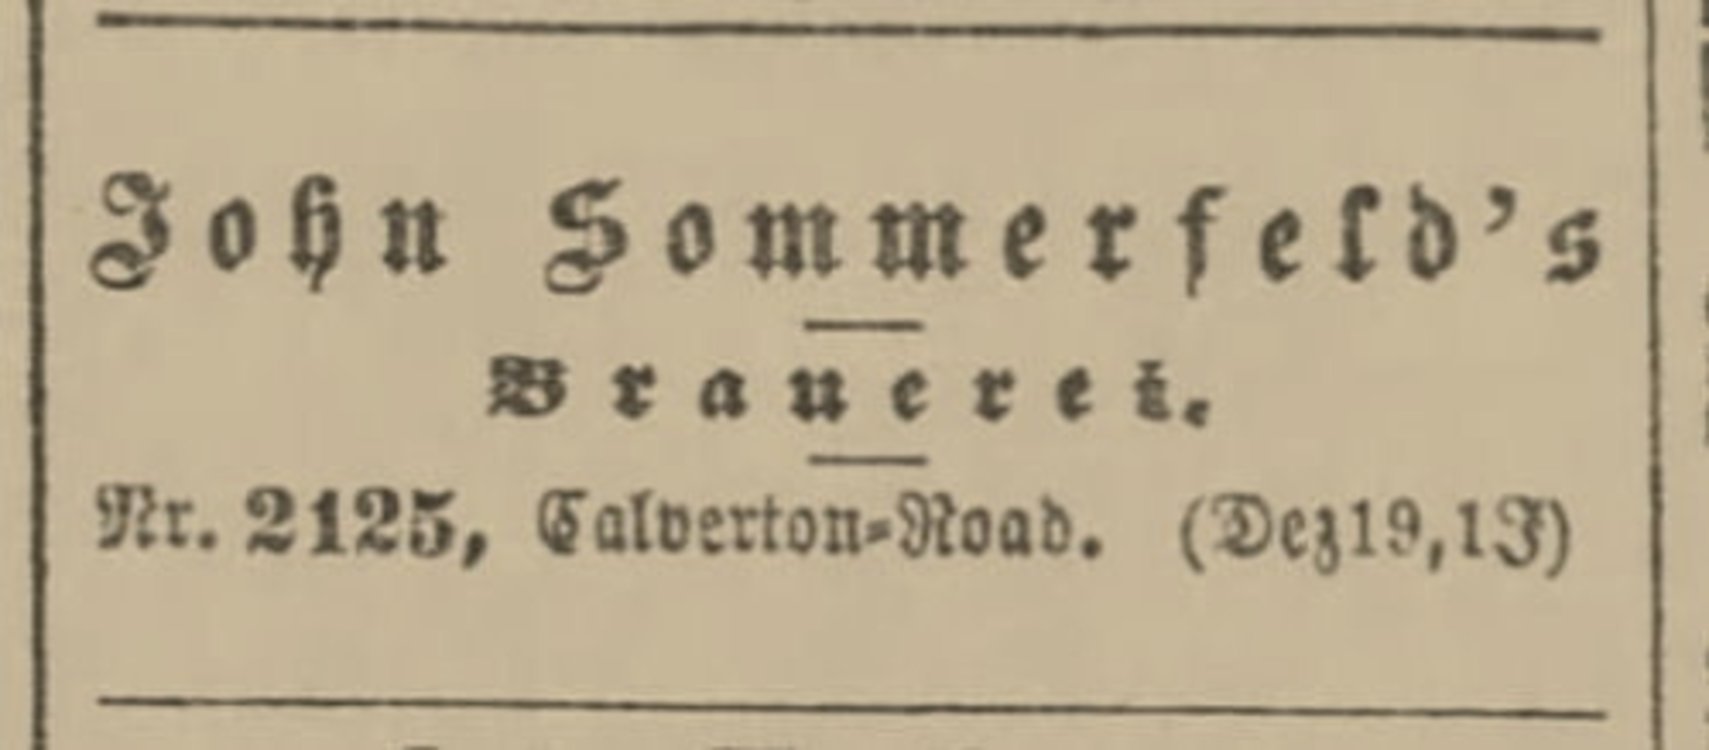 John Sommerfeld's
Brauerei.
Nr. 2125, Calverton-Road. (Dez19,1J)